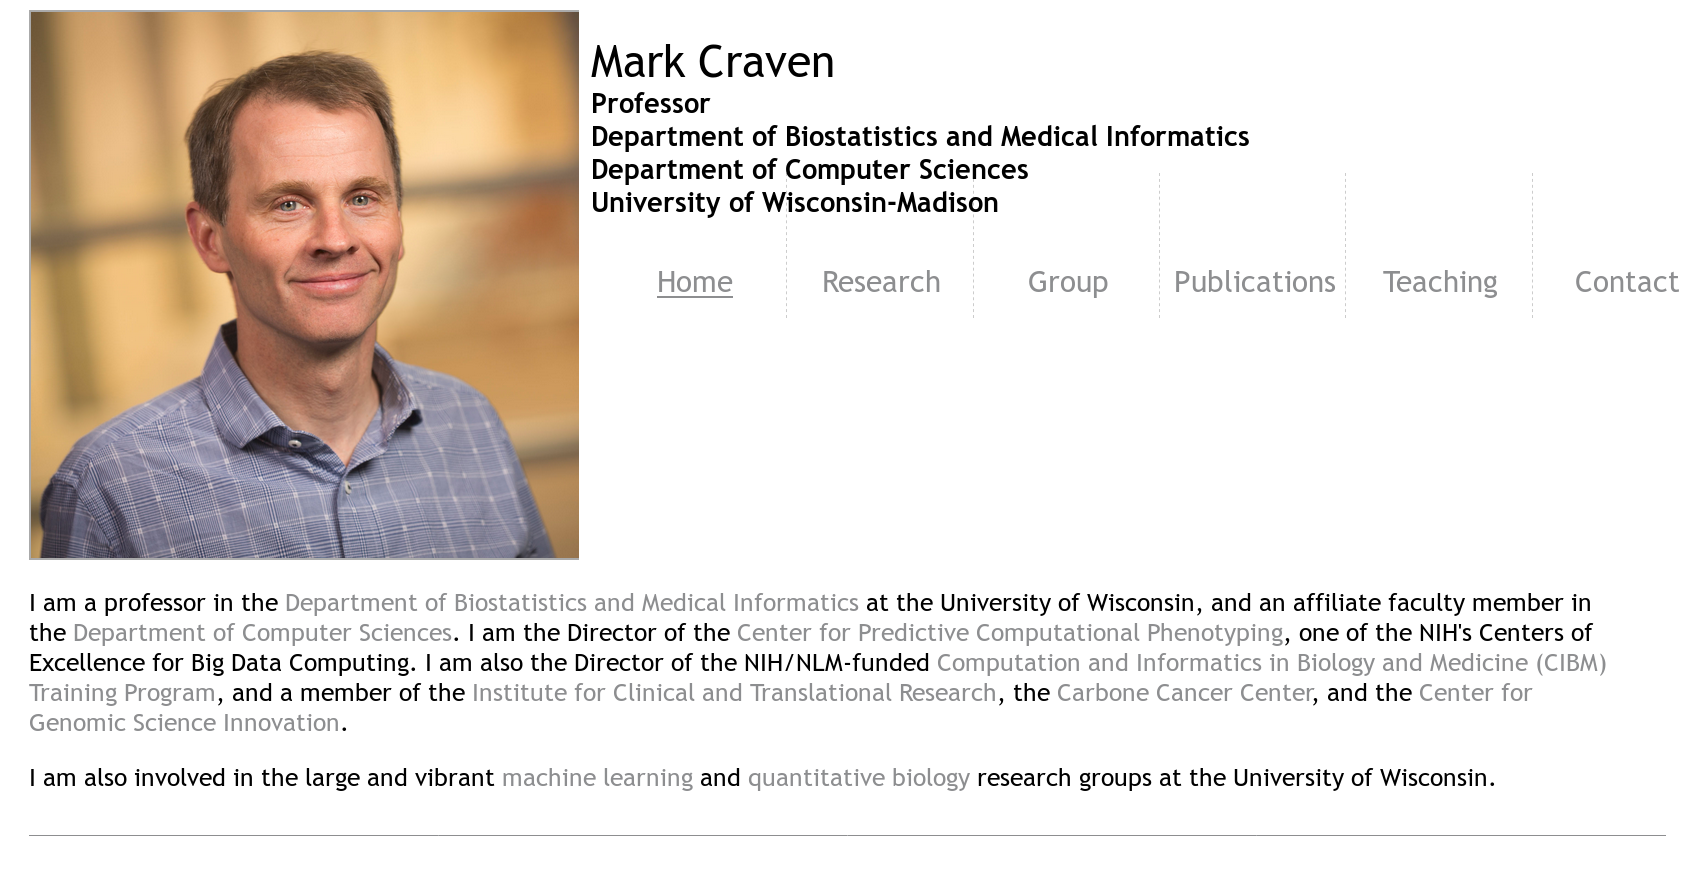 Mark Craven
Professor
Department of Biostatistics and Medical Informatics
Department of Computer Sciences
University of Wisconsin-Madison
Home Research Group Publications Teaching Contact
I am a professor in the Department of Biostatistics and Medical Informatics at the University of Wisconsin, and an affiliate faculty member in
the Department of Computer Sciences. I am the Director of the Center for Predictive Computational Phenotyping, one of the NIH's Centers of
Excellence for Big Data Computing. I am also the Director of the NIH/NLM-funded Computation and Informatics in Biology and Medicine (CIBM)
Training Program, and a member of the Institute for Clinical and Translational Research, the Carbone Cancer Center, and the Center for
Genomic Science Innovation.
I am also involved in the large and vibrant machine learning and quantitative biology research groups at the University of Wisconsin.